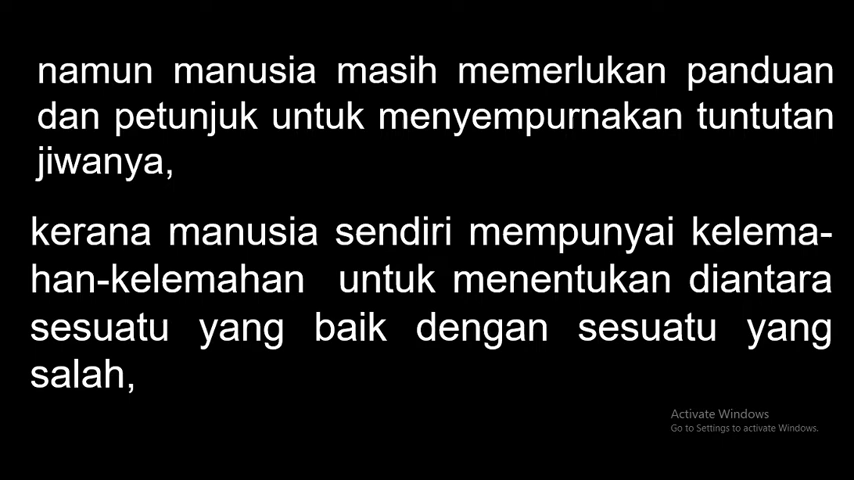 namun manusia masih memerlukan panduan
dan petunjuk untuk menyempurnakan tuntutan
jiwanya,
kerana manusia sendiri mempunyai kelema-
han-kelemahan untuk menentukan diantara
sesuatu yang baik dengan sesuatu yang
salah,
Activate Windows
Go to Settings to activate Windows.